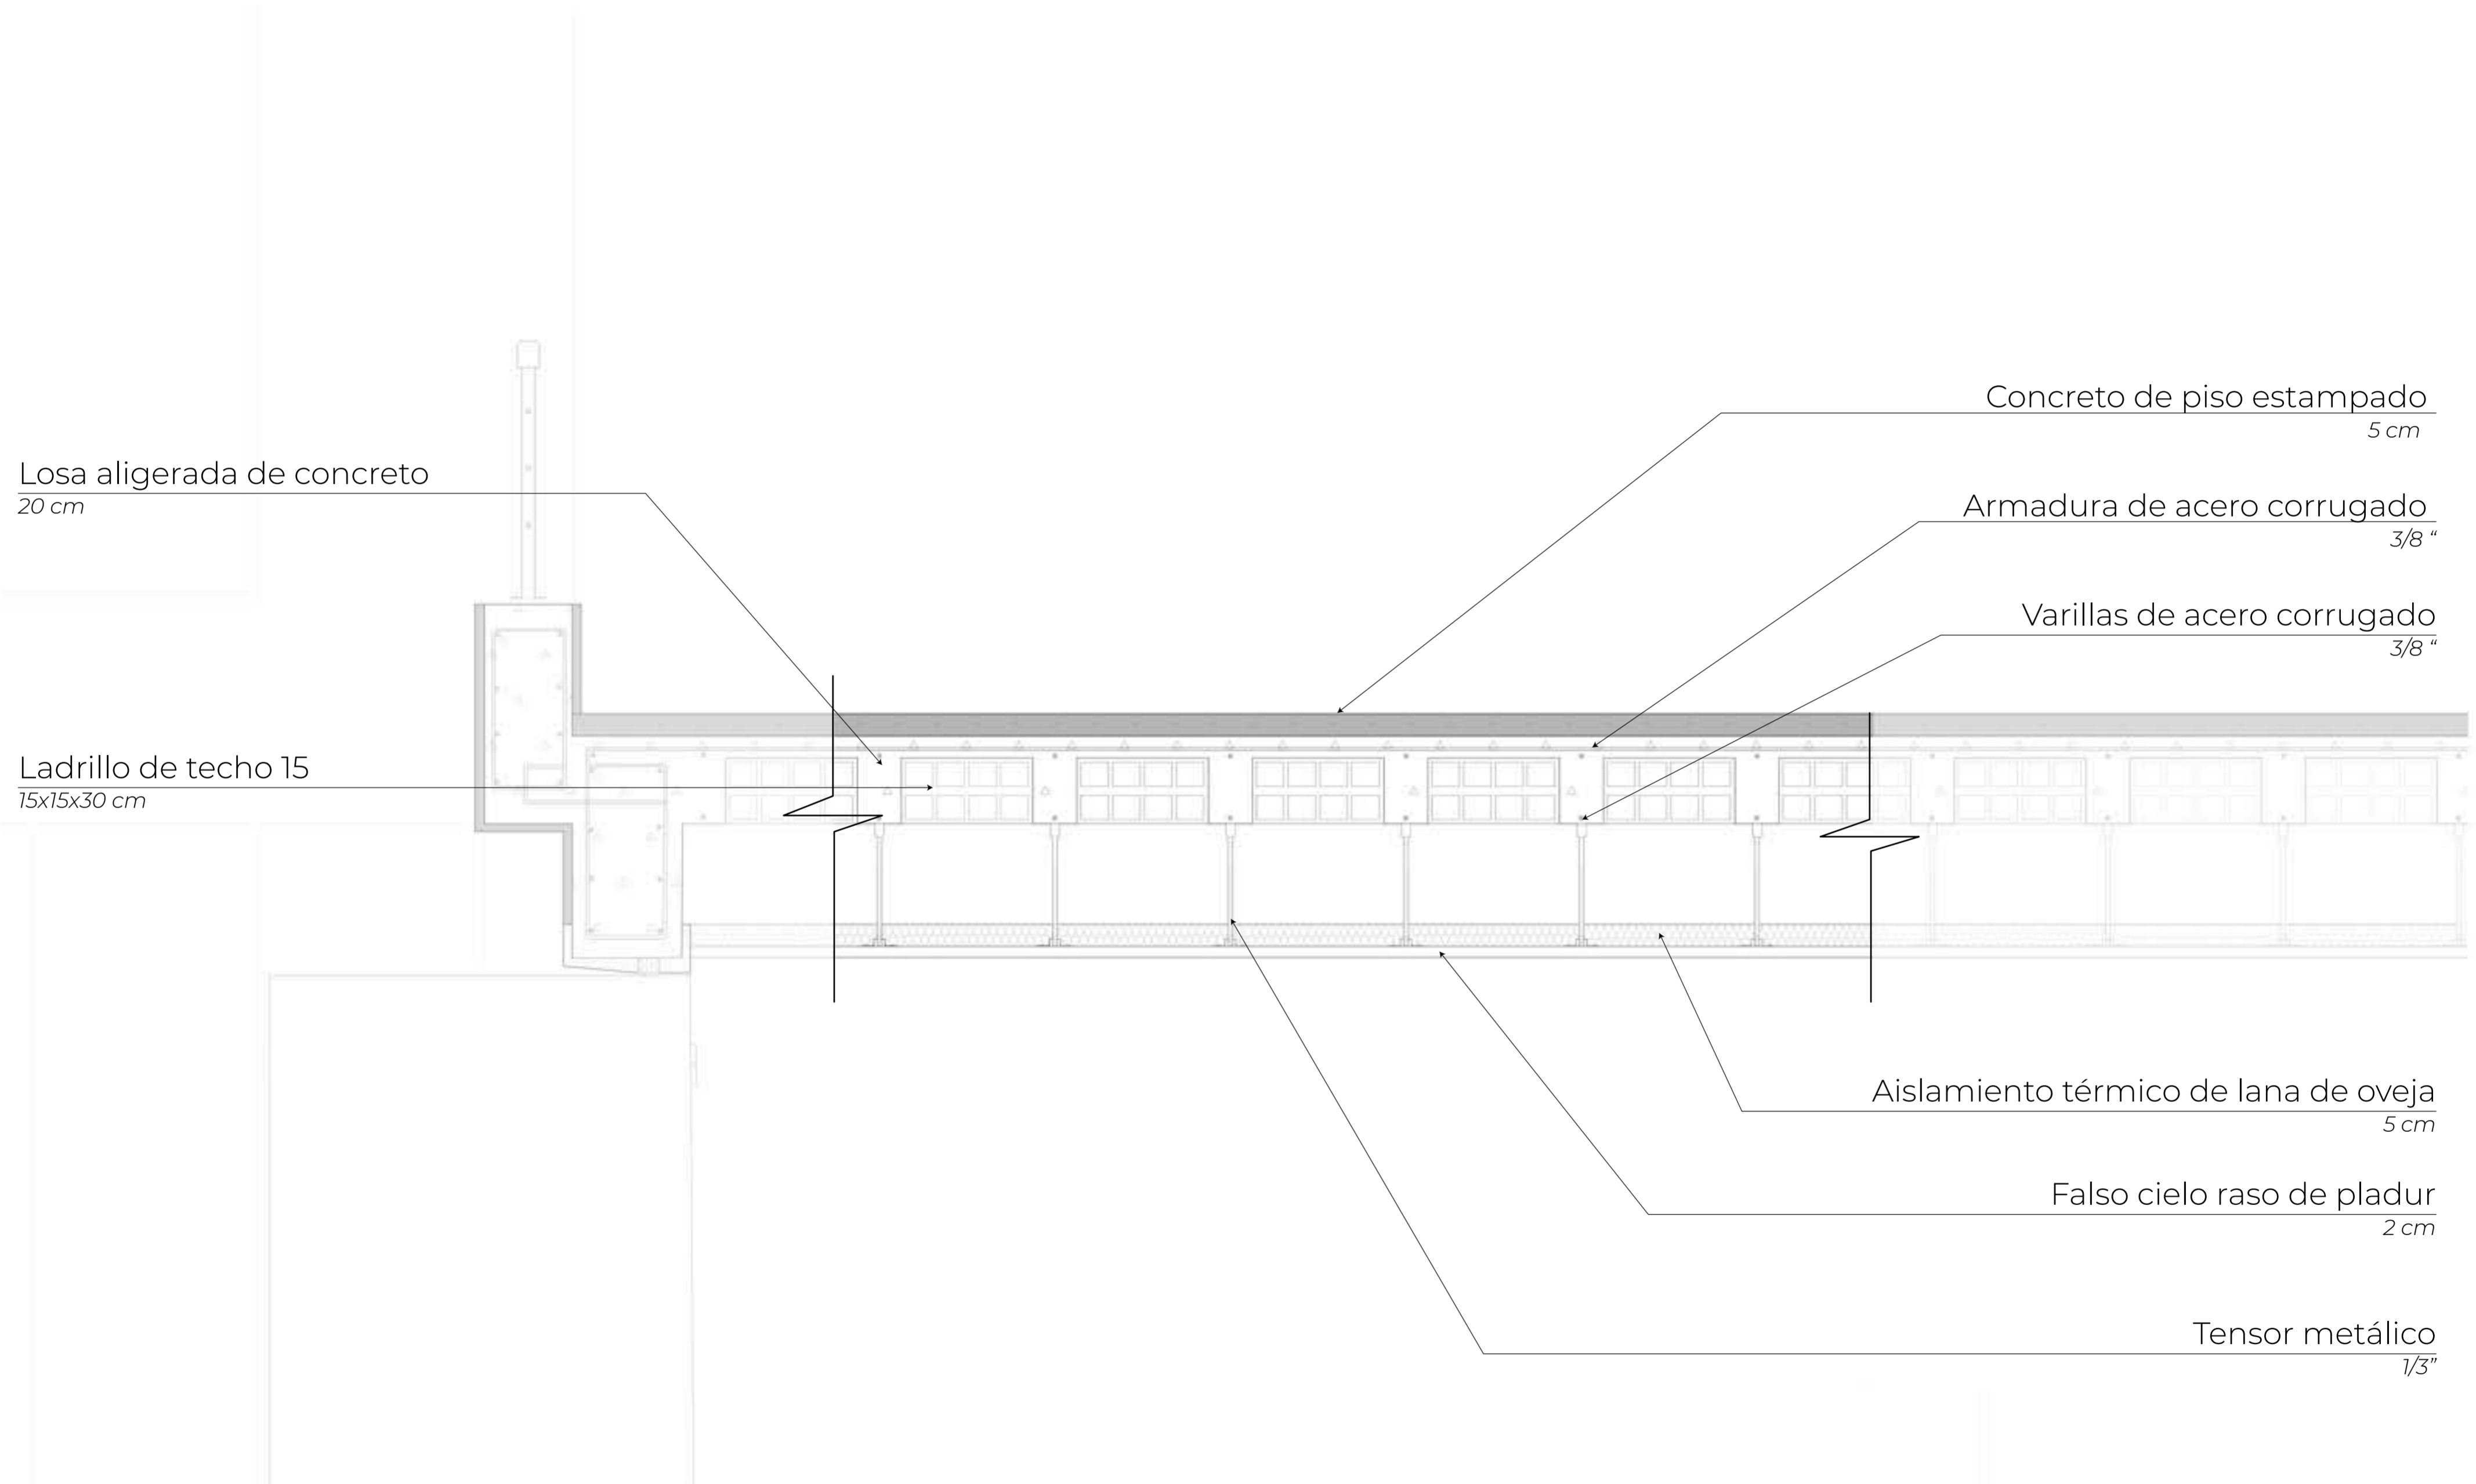 Concreto de piso estampado
5 cm
Losa aligerada de concreto
20 cm
Armadura de acero corrugado
3/8 “
Varillas de acero corrugado
3/8 “
Ladrillo de techo 15
15x15x30 cm
Aislamiento térmico de lana de oveja
5 cm
Falso cielo raso de pladur
2 cm
Tensor metálico
1/3”